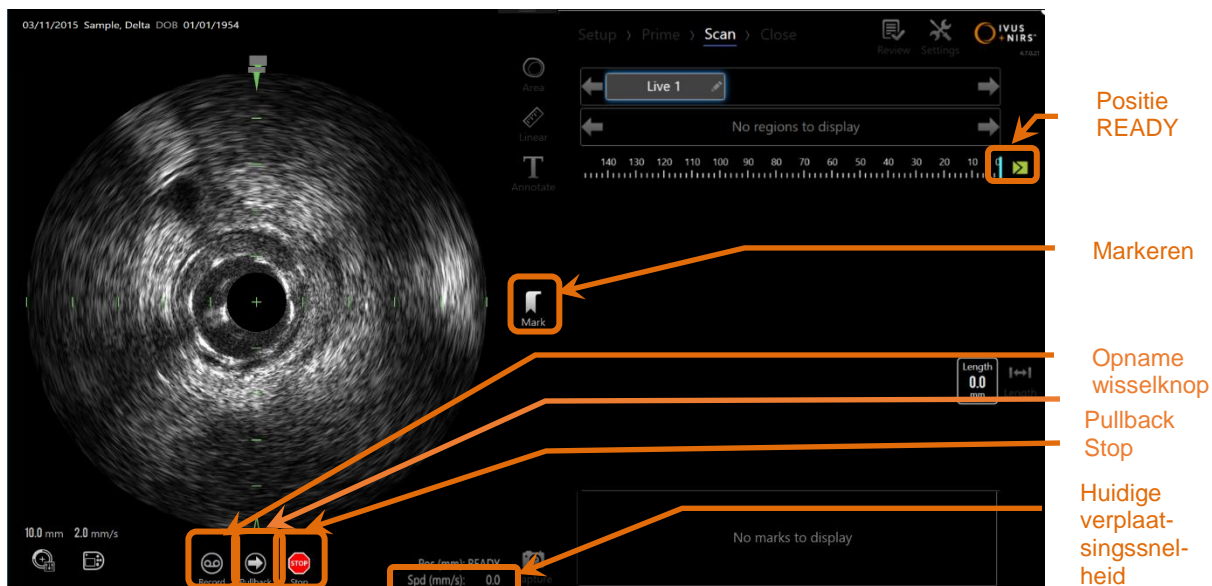 03/11/2015 Sample, Delta DOB 01/01/1954
Setup › Prime › Scan › Close
Review
Settings
IVUS
+NIRS
4.1.0.21
Area
Linear
Annotate
Live 1
No regions to display
140 130 120 110 100 90 80 70 60 50 40 30 20 10 0
Mark
Length
0.0
mm
Length
10.0 mm 2.0 mm/s
Record
Pullback
STOP
Stop
Pos (mm): READY
Spd (mm/s): 0.0
No marks to display
Positie
READY
Markeren
Opname
wisselknop
Pullback
Stop
Huidige
verplaat-
singssnel-
heid